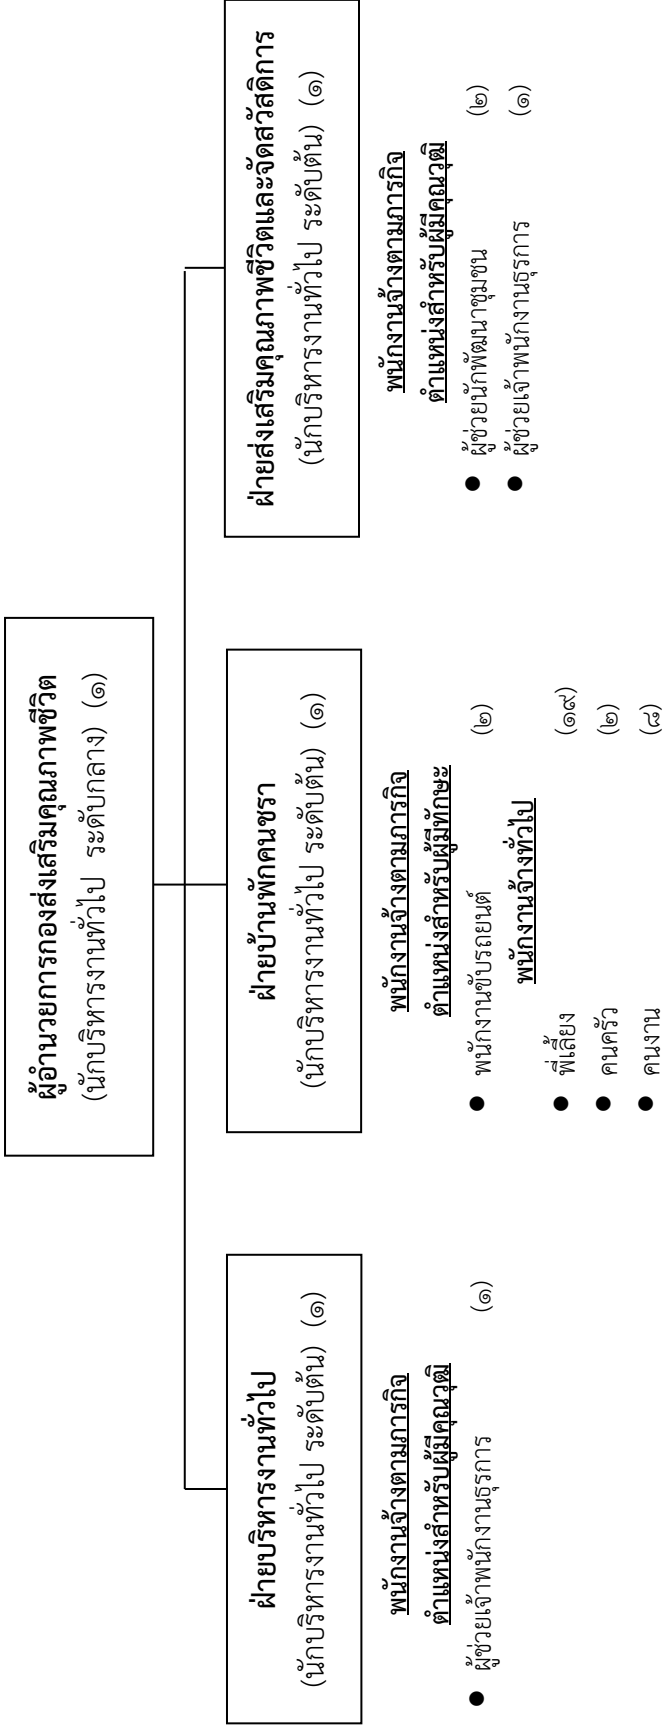 ผู้อำนวยการกองส่งเสริมคุณภาพชีวิต
(นักบริหารงานทั่วไป ระดับกลาง) (๑)
ฝ่ายบริหารงานทั่วไป
(นักบริหารงานทั่วไป ระดับต้น) (๑)
พนักงานจ้างตามภารกิจ
ตำแหน่งสำหรับผู้มีคุณวุฒิ
● ผู้ช่วยเจ้าพนักงานธุรการ (๑)
ฝ่ายบ้านพักคนชรา
(นักบริหารงานทั่วไป ระดับต้น) (๑)
พนักงานจ้างตามภารกิจ
ตำแหน่งสำหรับผู้มีทักษะ
● พนักงานขับรถยนต์ (๒)
พนักงานจ้างทั่วไป
● พี่เลี้ยง (๑๙)
● คนครัว (๒)
● คนงาน (๘)
ฝ่ายส่งเสริมคุณภาพชีวิตและจัดสวัสดิการ
(นักบริหารงานทั่วไป ระดับต้น) (๑)
พนักงานจ้างตามภารกิจ
ตำแหน่งสำหรับผู้มีคุณวุฒิ
● ผู้ช่วยนักพัฒนาชุมชน (๒)
● ผู้ช่วยเจ้าพนักงานธุรการ (๑)